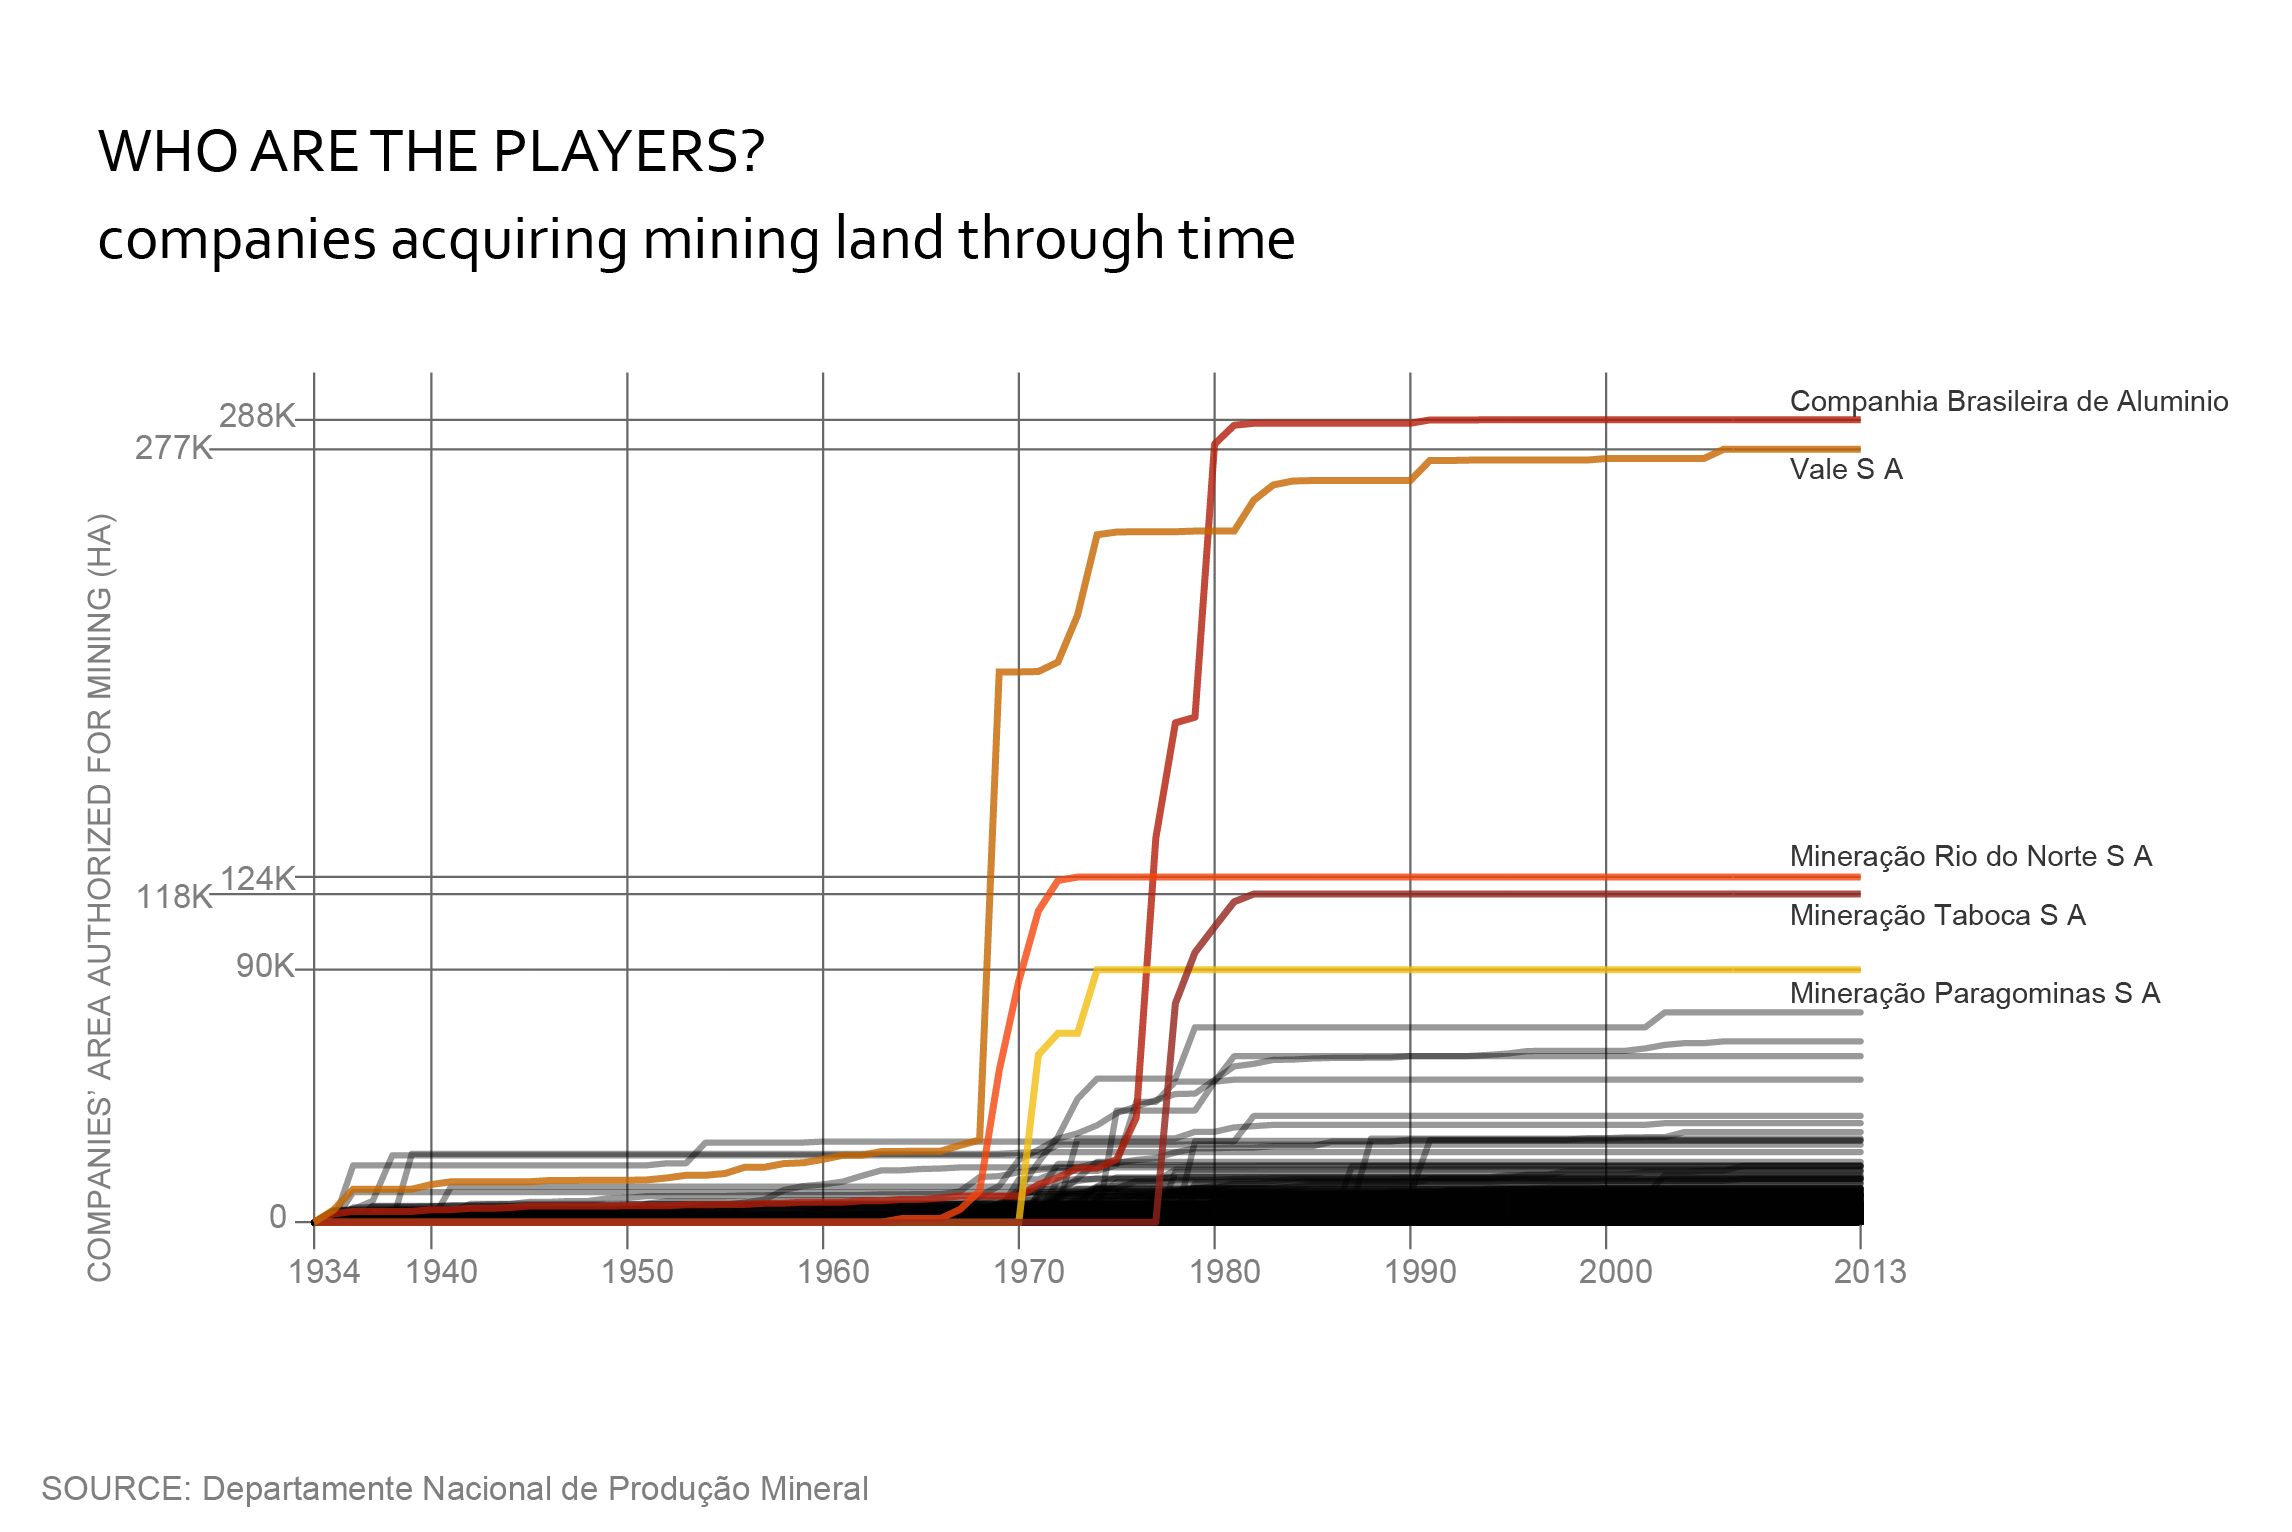 WHO ARE THE PLAYERS?
companies acquiring mining land through time
COMPANIES’ AREA AUTHORIZED FOR MINING (HA)
288K
277K
124K
118K
90K
0
Companhia Brasileira de Aluminio
Vale S A
Mineração Rio do Norte S A
Mineração Taboca S A
Mineração Paragominas S A
1934 1940 1950 1960 1970 1980 1990 2000 2013
SOURCE: Departamente Nacional de Produção Mineral